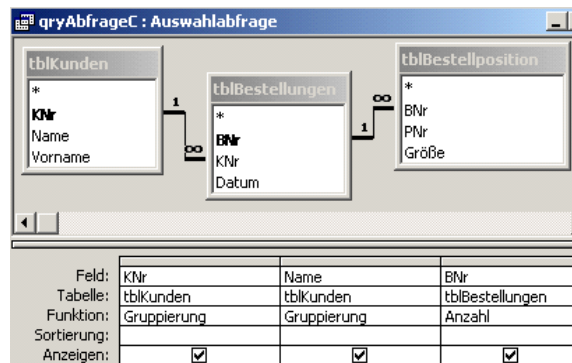 qryAbfrageC : Auswahlabfrage
tblKunden
*
KNr
Name
Vorname
1
∞
tblBestellungen
*
BNr
KNr
Datum
1
∞
tblBestellposition
*
BNr
PNr
Größe
Feld: KNr Name BNr
Tabelle: tblKunden tblKunden tblBestellungen
Funktion: Gruppierung Gruppierung Anzahl
Sortierung:
Anzeigen: